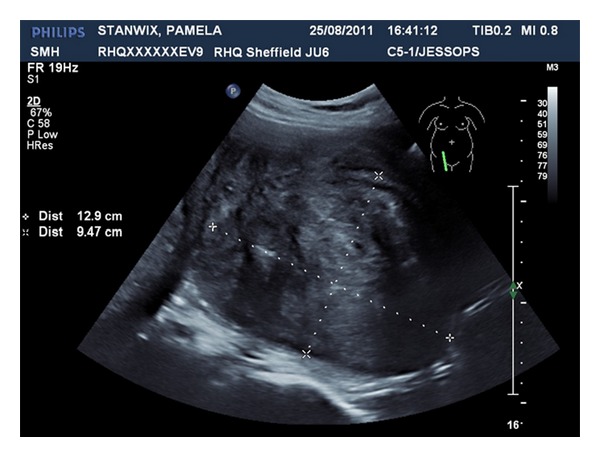 PHILIPS STANWIX, PAMELA 25/08/2011 16:41:12 TIB0.2 MI 0.8
SMH RHQXXXXXXEV9 RHQ Sheffield JU6 C5-1/JESSOPS
FR 19Hz M3
S1
2D
67%
C 58
P Low
HRes
30
40
51
59
69
76
77
79
P
Dist 12.9 cm
Dist 9.47 cm
X
16